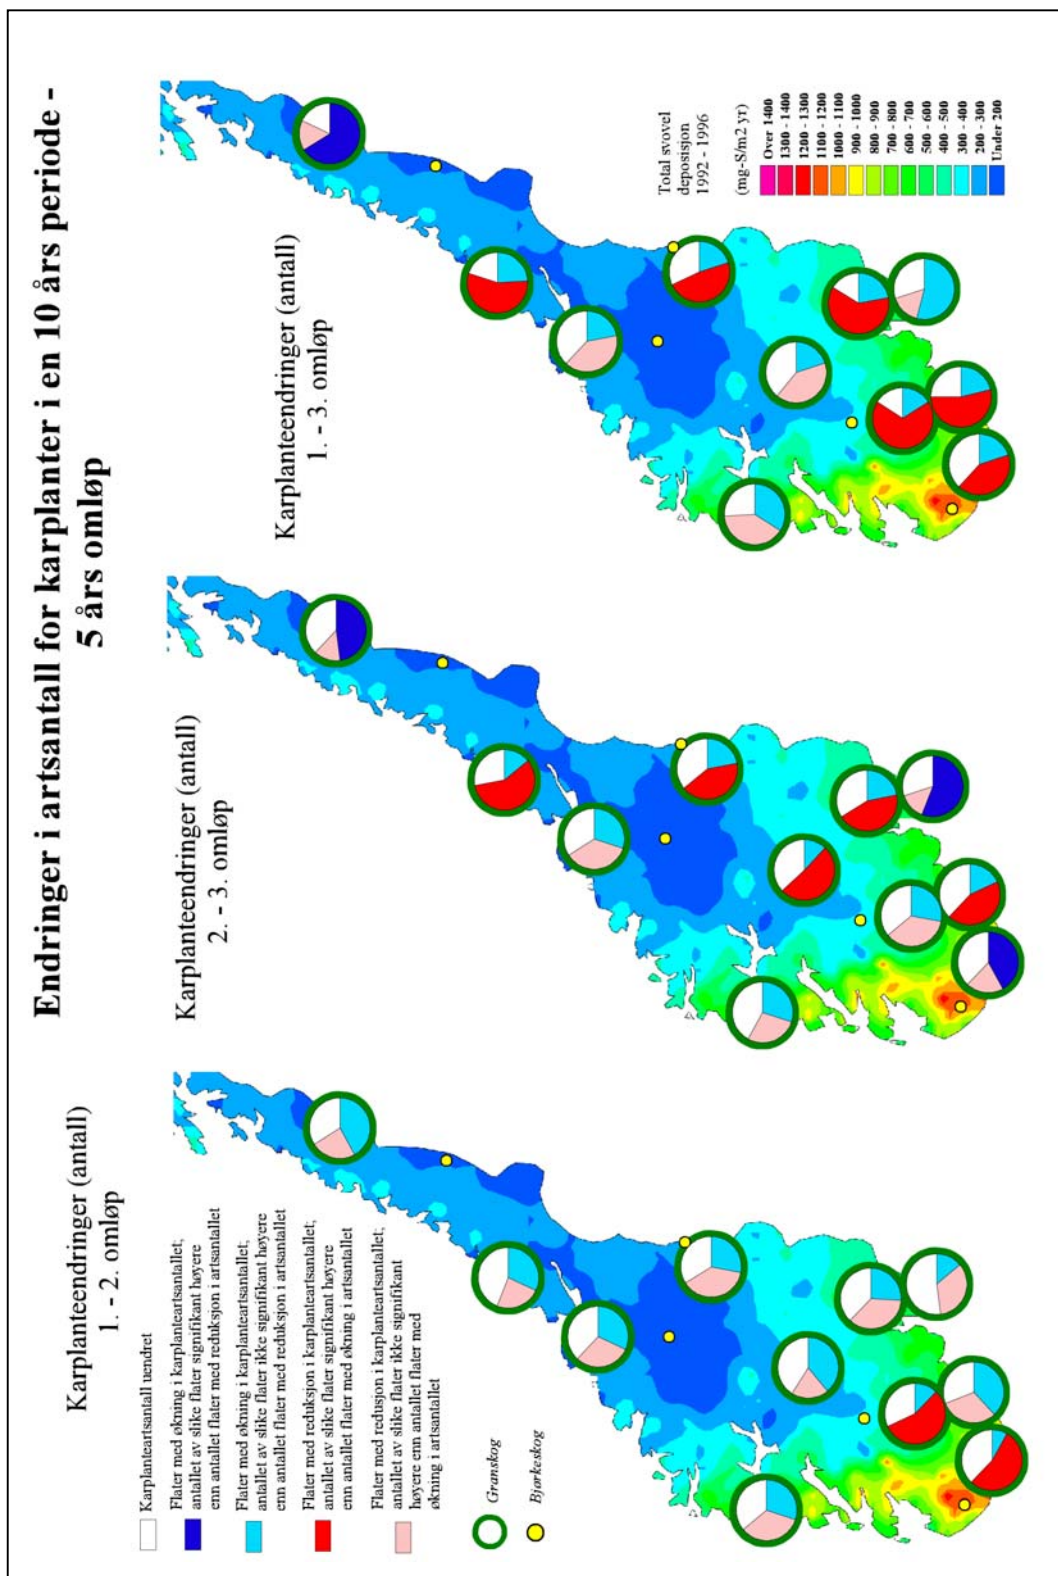 Endringer i artsantall for karplanter i en 10 års periode -
5 års omløp
Karplanteendringer (antall)
1. - 2. omløp
Karplanteendringer (antall)
2. - 3. omløp
Karplanteendringer (antall)
1. - 3. omløp
Karplanteartsantall uendret
Flater med økning i karplanteartsantallet;
antallet av slike flater signifikant høyere
enn antallet flater med reduksjon i artsantallet
Flater med økning i karplanteartsantallet;
antallet av slike flater ikke signifikant høyere
enn antallet flater med reduksjon i artsantallet
Flater med reduksjon i karplanteartsantallet;
antallet av slike flater signifikant høyere
enn antallet flater med økning i artsantallet
Flater med redusjon i karplanteartsantallet;
antallet av slike flater ikke signifikant
høyere enn antallet flater med
økning i artsantallet
Granskog
Bjørkeskog
Total svovel
deposisjon
1992 - 1996
(mg-S/m2 yr)
Over 1400
1300 - 1400
1200 - 1300
1100 - 1200
1000 - 1100
900 - 1000
800 - 900
700 - 800
600 - 700
500 - 600
400 - 500
300 - 400
200 - 300
Under 200